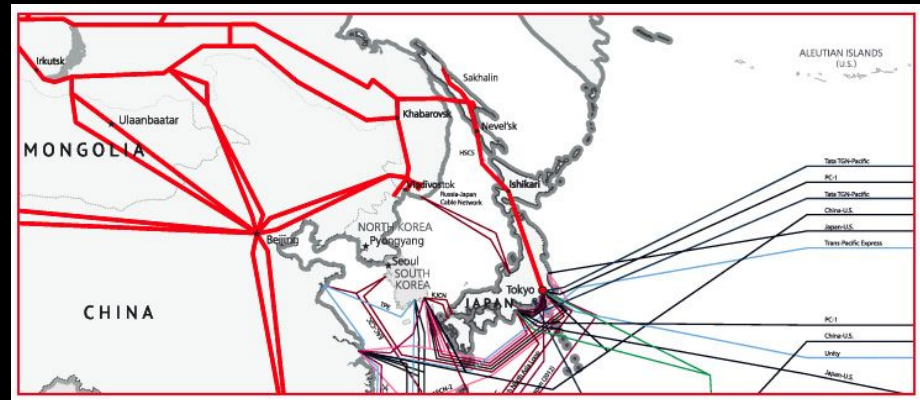 ALEUTIAN ISLANDS
(U.S.)
Irkutsk
Sakhalin
Khabarovsk
Ulaanbaatar
Nevel'sk
MONGOLIA
HSCS
Tata TGN-Pacific
PC-1
Vladivostok
Ishikari
Russia-Japan
Cable Network
Tata TGN-Pacific
China-U.S.
NORTH KOREA
Japan-U.S.
Beijing
Pyongyang
Trans-Pacific Express
Seoul
SOUTH
KOREA
Tokyo
KJCN
JAPAN
TPE
CHINA
PC-1
China-U.S.
Unity
Japan-U.S